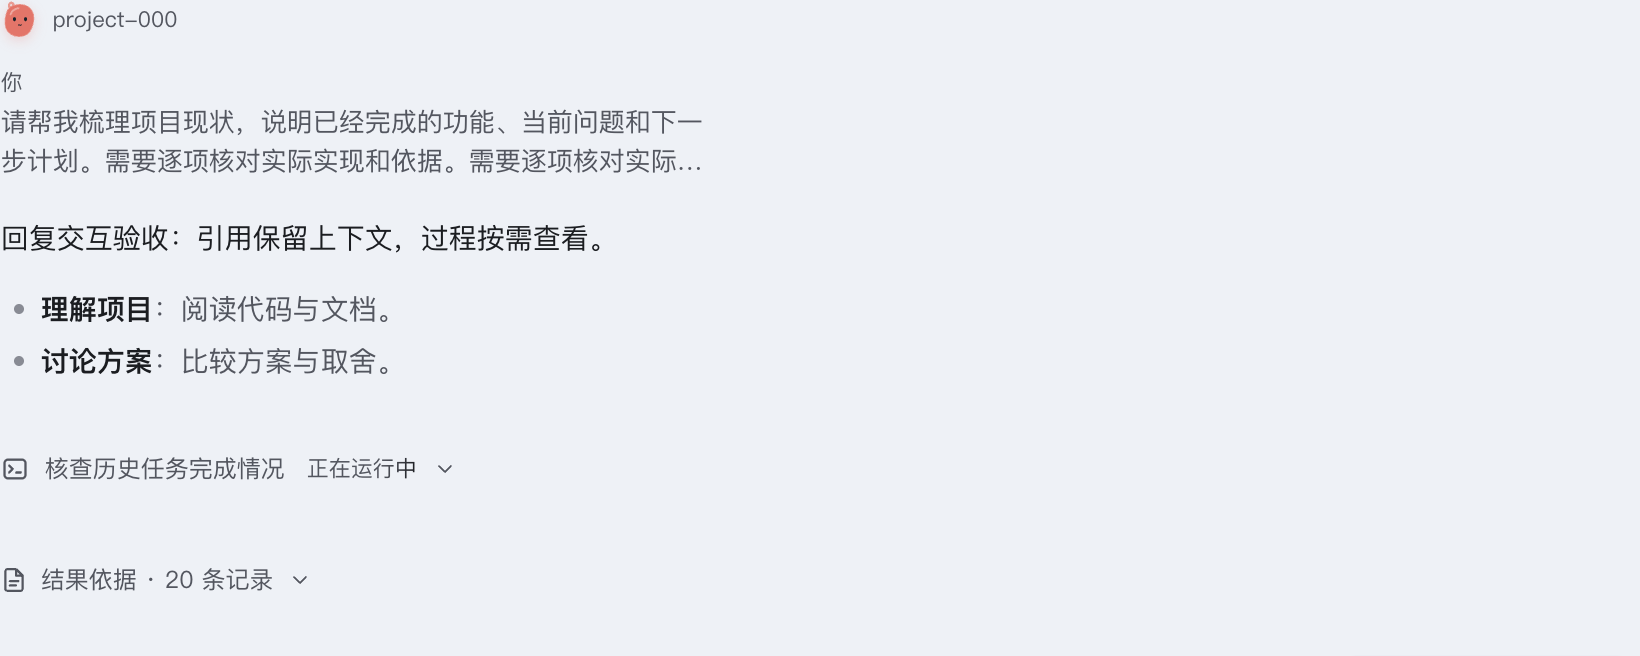 project-000
你
请帮我梳理项目现状，说明已经完成的功能、当前问题和下一
步计划。需要逐项核对实际实现和依据。需要逐项核对实际...
回复交互验收：引用保留上下文，过程按需查看。
理解项目：阅读代码与文档。
讨论方案：比较方案与取舍。
核查历史任务完成情况 正在运行中
结果依据 · 20 条记录